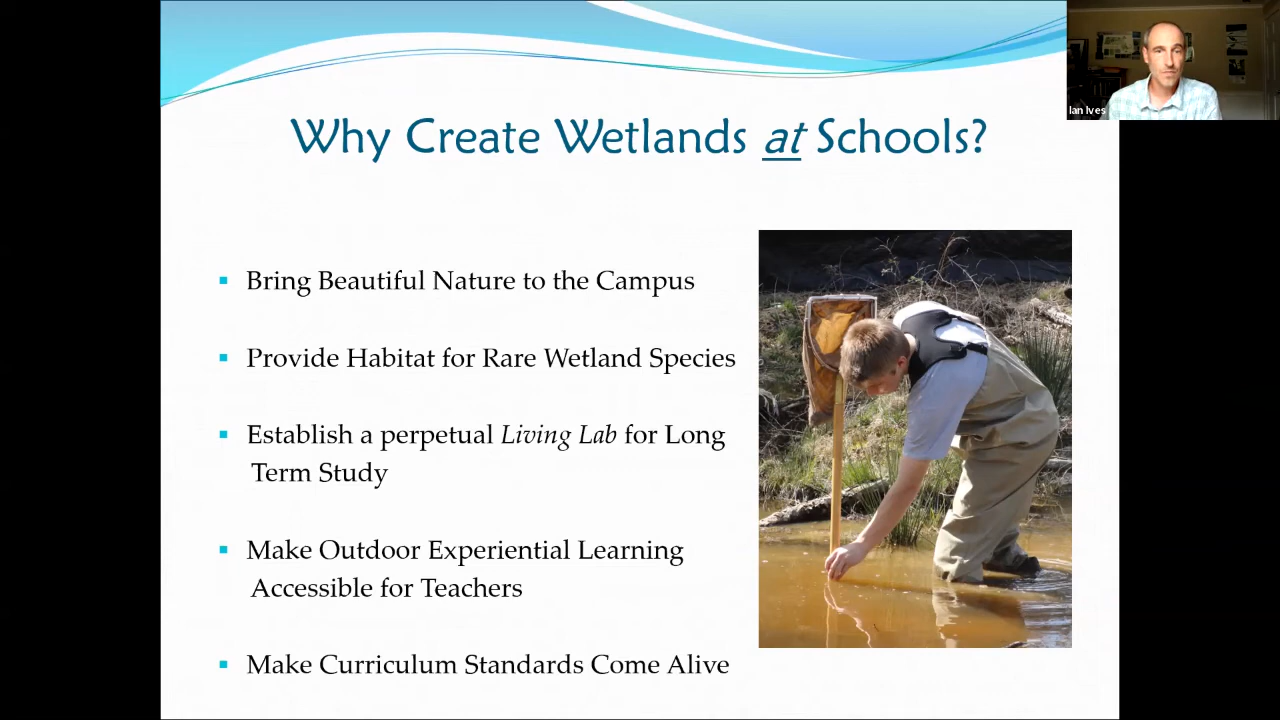 Why Create Wetlands at Schools?
Ian Ives
Bring Beautiful Nature to the Campus
Provide Habitat for Rare Wetland Species
Establish a perpetual Living Lab for Long
Term Study
Make Outdoor Experiential Learning
Accessible for Teachers
Make Curriculum Standards Come Alive